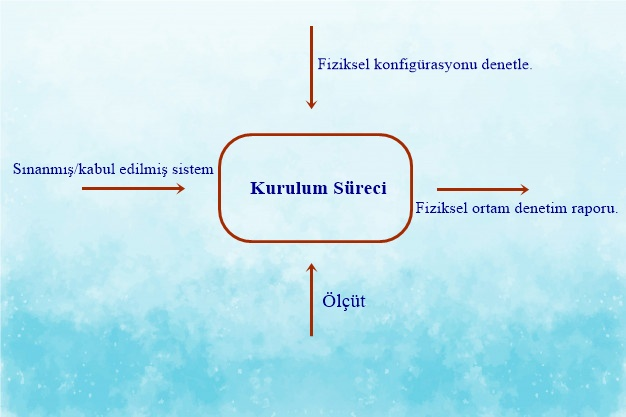 Fiziksel konfigürasyonu denetle.
Sınanmış/kabul edilmiş sistem
Kurulum Süreci
Fiziksel ortam denetim raporu.
Ölçüt